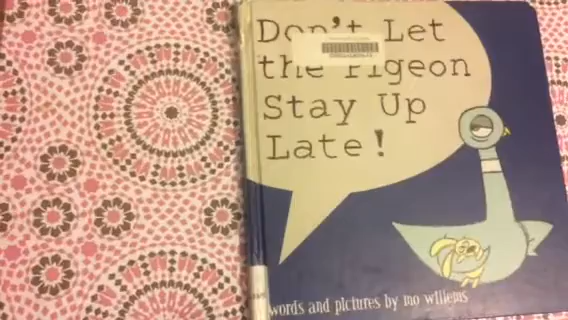 Don't Let
the Pigeon
Stay Up
Late!
words and pictures by mo willems